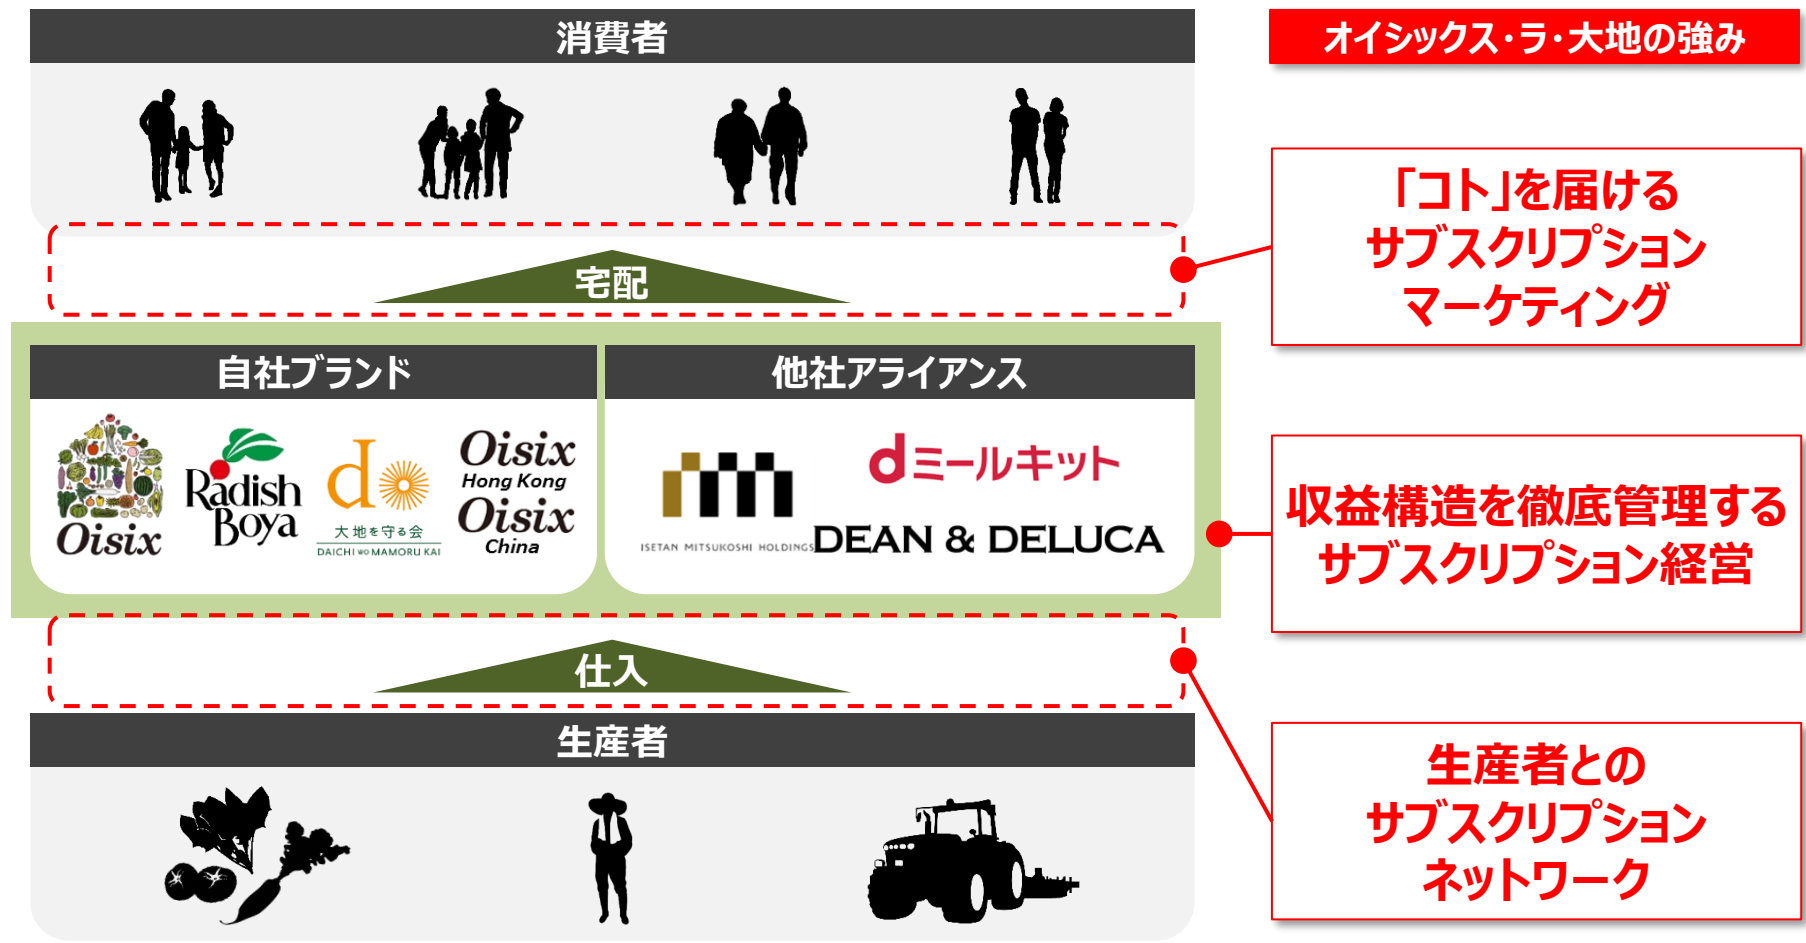 消費者
オイシックス・ラ・大地の強み
「コト」を届ける
サブスクリプション
マーケティング
宅配
自社ブランド
他社アライアンス
Oisix
Radish
Boya
do
大地を守る会
DAICHI WO MAMORU KAI
Oisix
Hong Kong
Oisix
China
ISETAN MITSUKOSHI HOLDINGS
dミールキット
DEAN & DELUCA
収益構造を徹底管理する
サブスクリプション経営
仕入
生産者
生産者との
サブスクリプション
ネットワーク